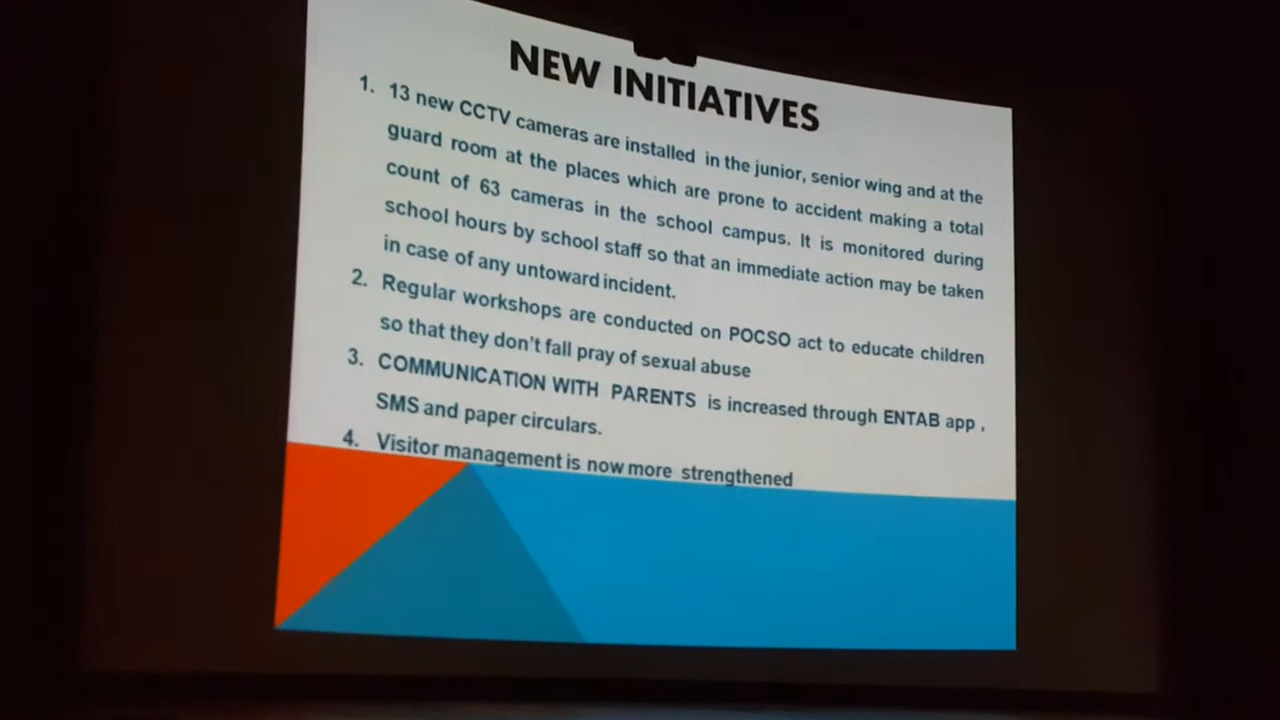 NEW INITIATIVES
1. 13 new CCTV cameras are installed in the junior, senior wing and at the
guard room at the places which are prone to accident making a total
count of 63 cameras in the school campus. It is monitored during
school hours by school staff so that an immediate action may be taken
in case of any untoward incident.
2. Regular workshops are conducted on POCSO act to educate children
so that they don't fall pray of sexual abuse
3. COMMUNICATION WITH PARENTS is increased through ENTAB app ,
SMS and paper circulars.
4. Visitor management is now more strengthened